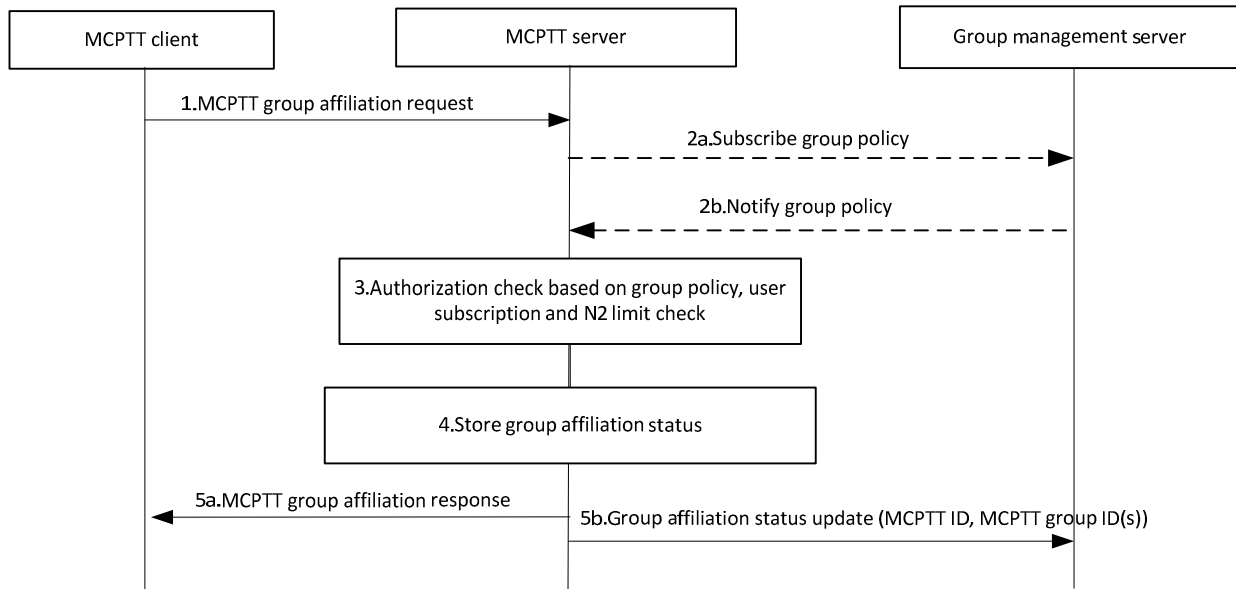 MCPTT client
MCPTT server
Group management server
1.MCPTT group affiliation request
2a.Subscribe group policy
2b.Notify group policy
3.Authorization check based on group policy, user
subscription and N2 limit check
4.Store group affiliation status
5a.MCPTT group affiliation response
5b.Group affiliation status update (MCPTT ID, MCPTT group ID(s))